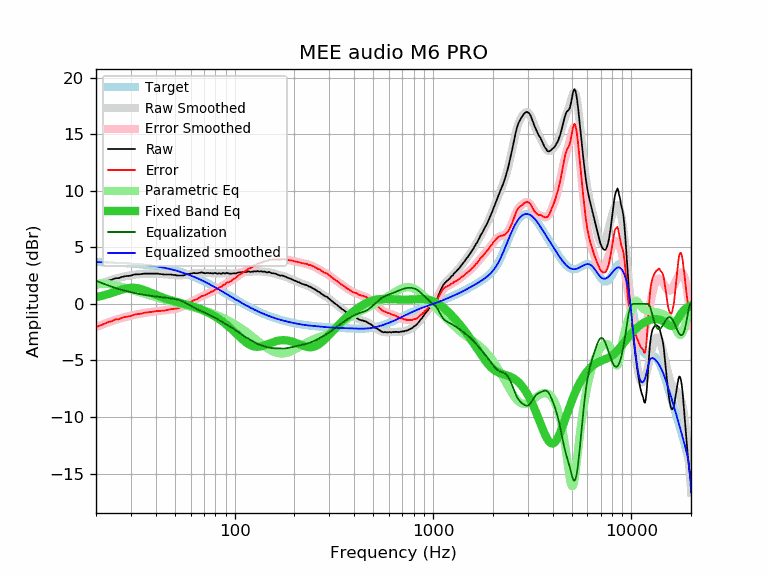 MEE audio M6 PRO
20
15
10
5
0
−5
−10
−15
Amplitude (dBr)
Target
Raw Smoothed
Error Smoothed
Raw
Error
Parametric Eq
Fixed Band Eq
Equalization
Equalized smoothed
100 1000 10000
Frequency (Hz)